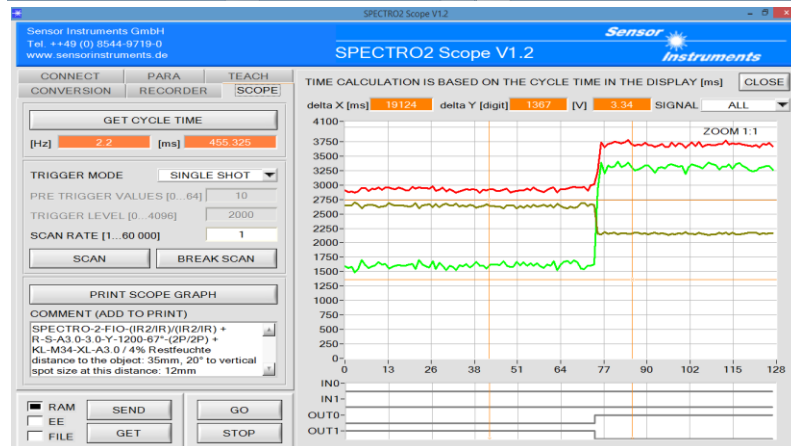 SPECTRO2 Scope V1.2
Sensor Instruments GmbH
Tel. ++49 (0) 8544-9719-0
www.sensorinstruments.de
SPECTRO2 Scope V1.2
Sensor
Instruments
CONNECT PARA TEACH
CONVERSION RECORDER SCOPE
GET CYCLE TIME
[Hz] 2.2 [ms] 455.325
TRIGGER MODE SINGLE SHOT
PRE TRIGGER VALUES [0...64] 10
TRIGGER LEVEL [0...4096] 2000
SCAN RATE [1...60 000] 1
SCAN BREAK SCAN
PRINT SCOPE GRAPH
COMMENT (ADD TO PRINT)
SPECTRO-2-FIO-(IR2/IR)/(IR2/IR) +
R-S-A3.0-3.0-Y-1200-67°-(2P/2P) +
KL-M34-XL-A3.0 / 4% Restfeuchte
distance to the object: 35mm, 20° to vertical
spot size at this distance: 12mm
RAM SEND GO
EE
FILE GET STOP
TIME CALCULATION IS BASED ON THE CYCLE TIME IN THE DISPLAY [ms] CLOSE
delta X [ms] 19124 delta Y [digit] 1367 [V] 3.34 SIGNAL ALL
ZOOM 1:1
4100
3750
3500
3250
3000
2750
2500
2250
2000
1750
1500
1250
1000
750
500
250
0
0 13 26 38 51 64 77 90 102 115 128
IN0
IN1
OUT0
OUT1